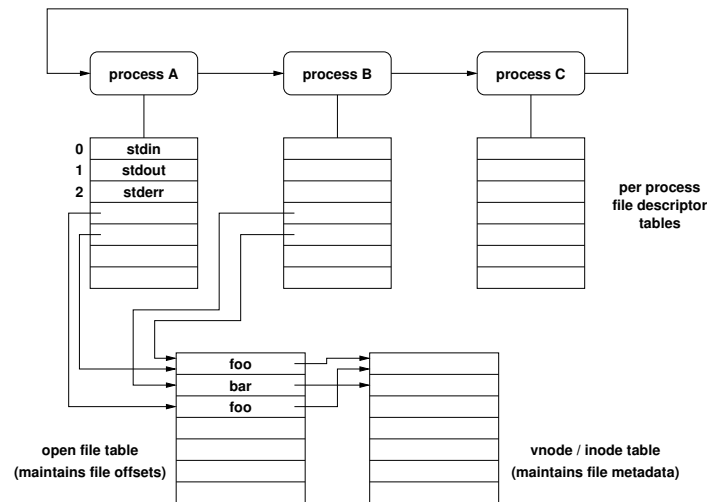 process A
process B
process C
0
stdin
1
stdout
2
stderr
per process
file descriptor
tables
foo
bar
foo
open file table
(maintains file offsets)
vnode / inode table
(maintains file metadata)